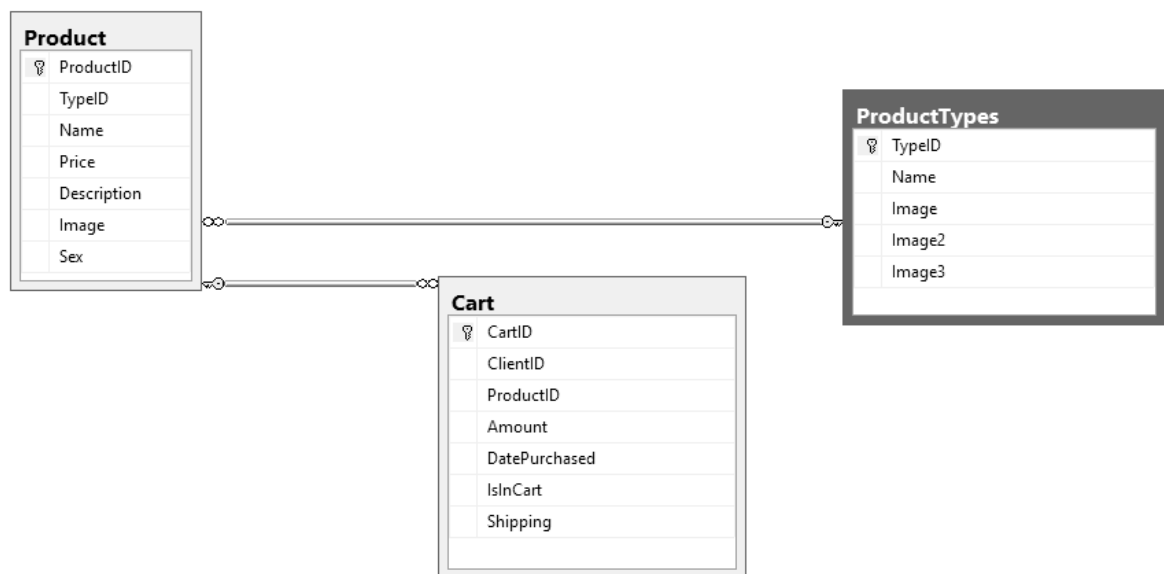 Product
ProductID
TypeID
Name
Price
Description
Image
Sex
ProductTypes
TypeID
Name
Image
Image2
Image3
Cart
CartID
ClientID
ProductID
Amount
DatePurchased
IsInCart
Shipping